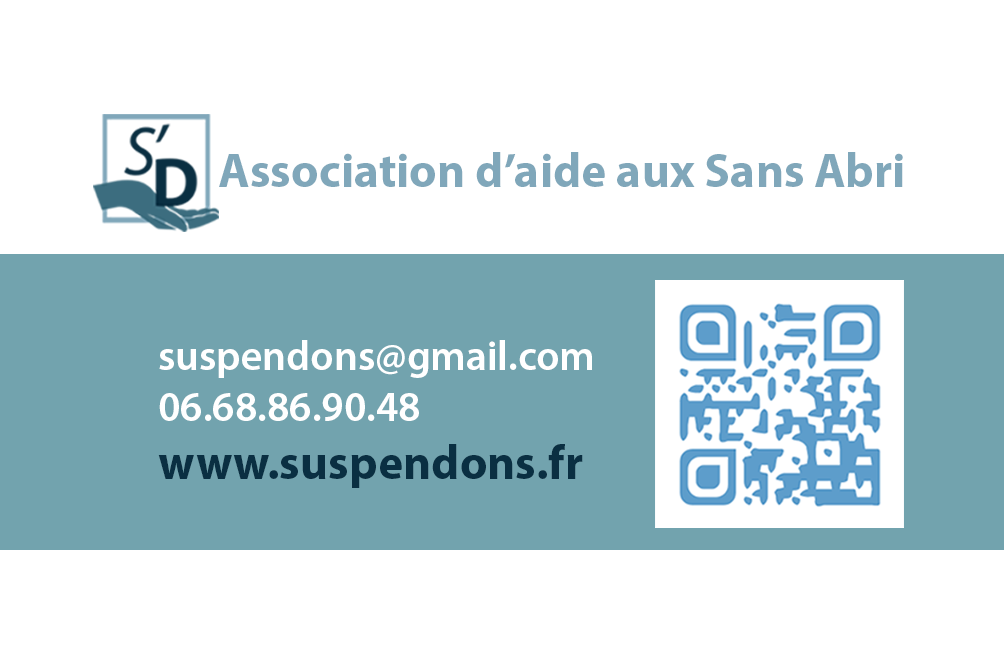 S'D
Association d’aide aux Sans Abri
suspendons@gmail.com
06.68.86.90.48
www.suspendons.fr